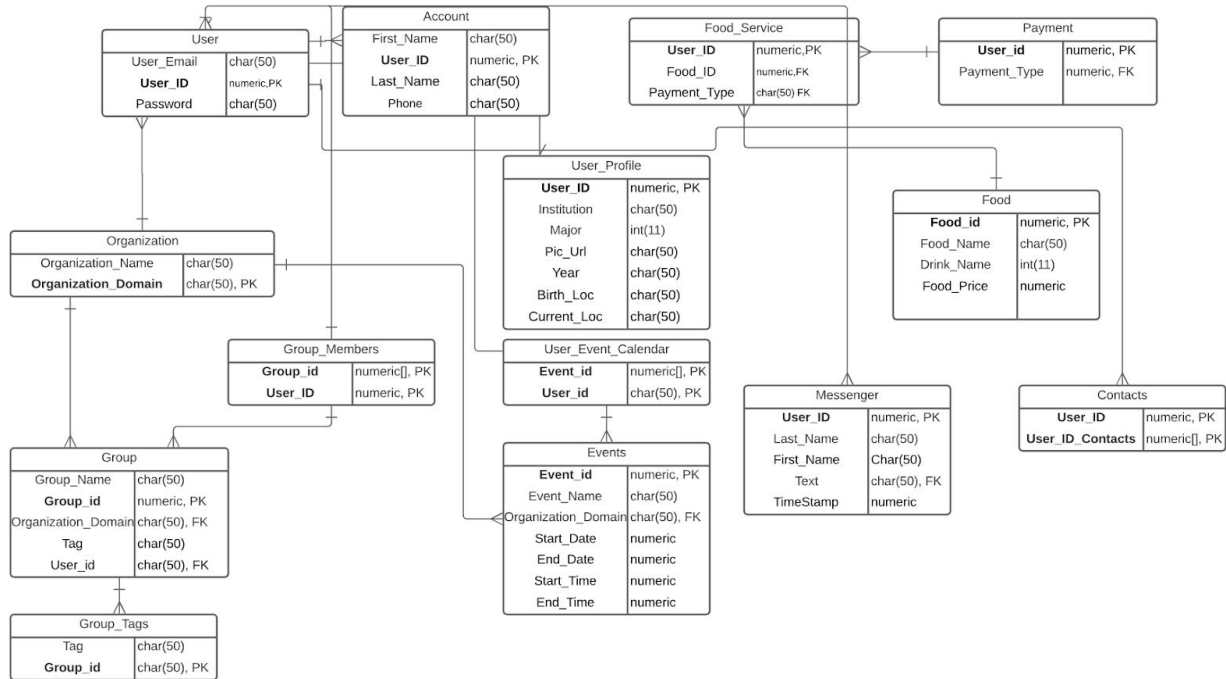 User
User_Email char(50)
User_ID numeric,PK
Password char(50)
Account
First_Name char(50)
User_ID numeric, PK
Last_Name char(50)
Phone char(50)
Food_Service
User_ID numeric,PK
Food_ID numeric,FK
Payment_Type char(50) FK
Payment
User_id numeric, PK
Payment_Type numeric, FK
User_Profile
User_ID numeric, PK
Institution char(50)
Major int(11)
Pic_Url char(50)
Year char(50)
Birth_Loc char(50)
Current_Loc char(50)
Food
Food_id numeric, PK
Food_Name char(50)
Drink_Name int(11)
Food_Price numeric
Organization
Organization_Name char(50)
Organization_Domain char(50), PK
Group_Members
Group_id numeric[], PK
User_ID numeric, PK
User_Event_Calendar
Event_id numeric[], PK
User_id char(50), PK
Messenger
User_ID numeric, PK
Last_Name char(50)
First_Name Char(50)
Text char(50), FK
TimeStamp numeric
Contacts
User_ID numeric, PK
User_ID_Contacts numeric[], PK
Group
Group_Name char(50)
Group_id numeric, PK
Organization_Domain char(50), FK
Tag char(50)
User_id char(50), FK
Events
Event_id numeric, PK
Event_Name char(50)
Organization_Domain char(50), FK
Start_Date numeric
End_Date numeric
Start_Time numeric
End_Time numeric
Group_Tags
Tag char(50)
Group_id char(50), PK